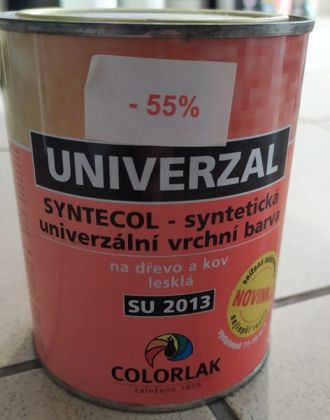 - 55%
UNIVERZAL
SYNTECOL - syntetická
univerzální vrchní barva
na dřevo a kov
lesklá
SU 2013
NOVINKA
COLORLAK
založeno 1925